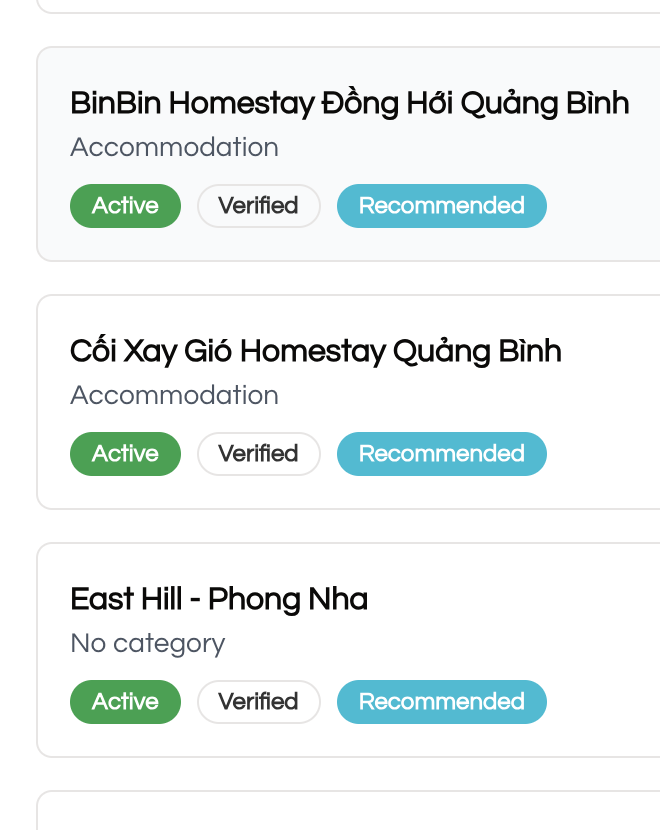 BinBin Homestay Đồng Hới Quảng Bình
Accommodation
Active Verified Recommended
Cối Xay Gió Homestay Quảng Bình
Accommodation
Active Verified Recommended
East Hill - Phong Nha
No category
Active Verified Recommended